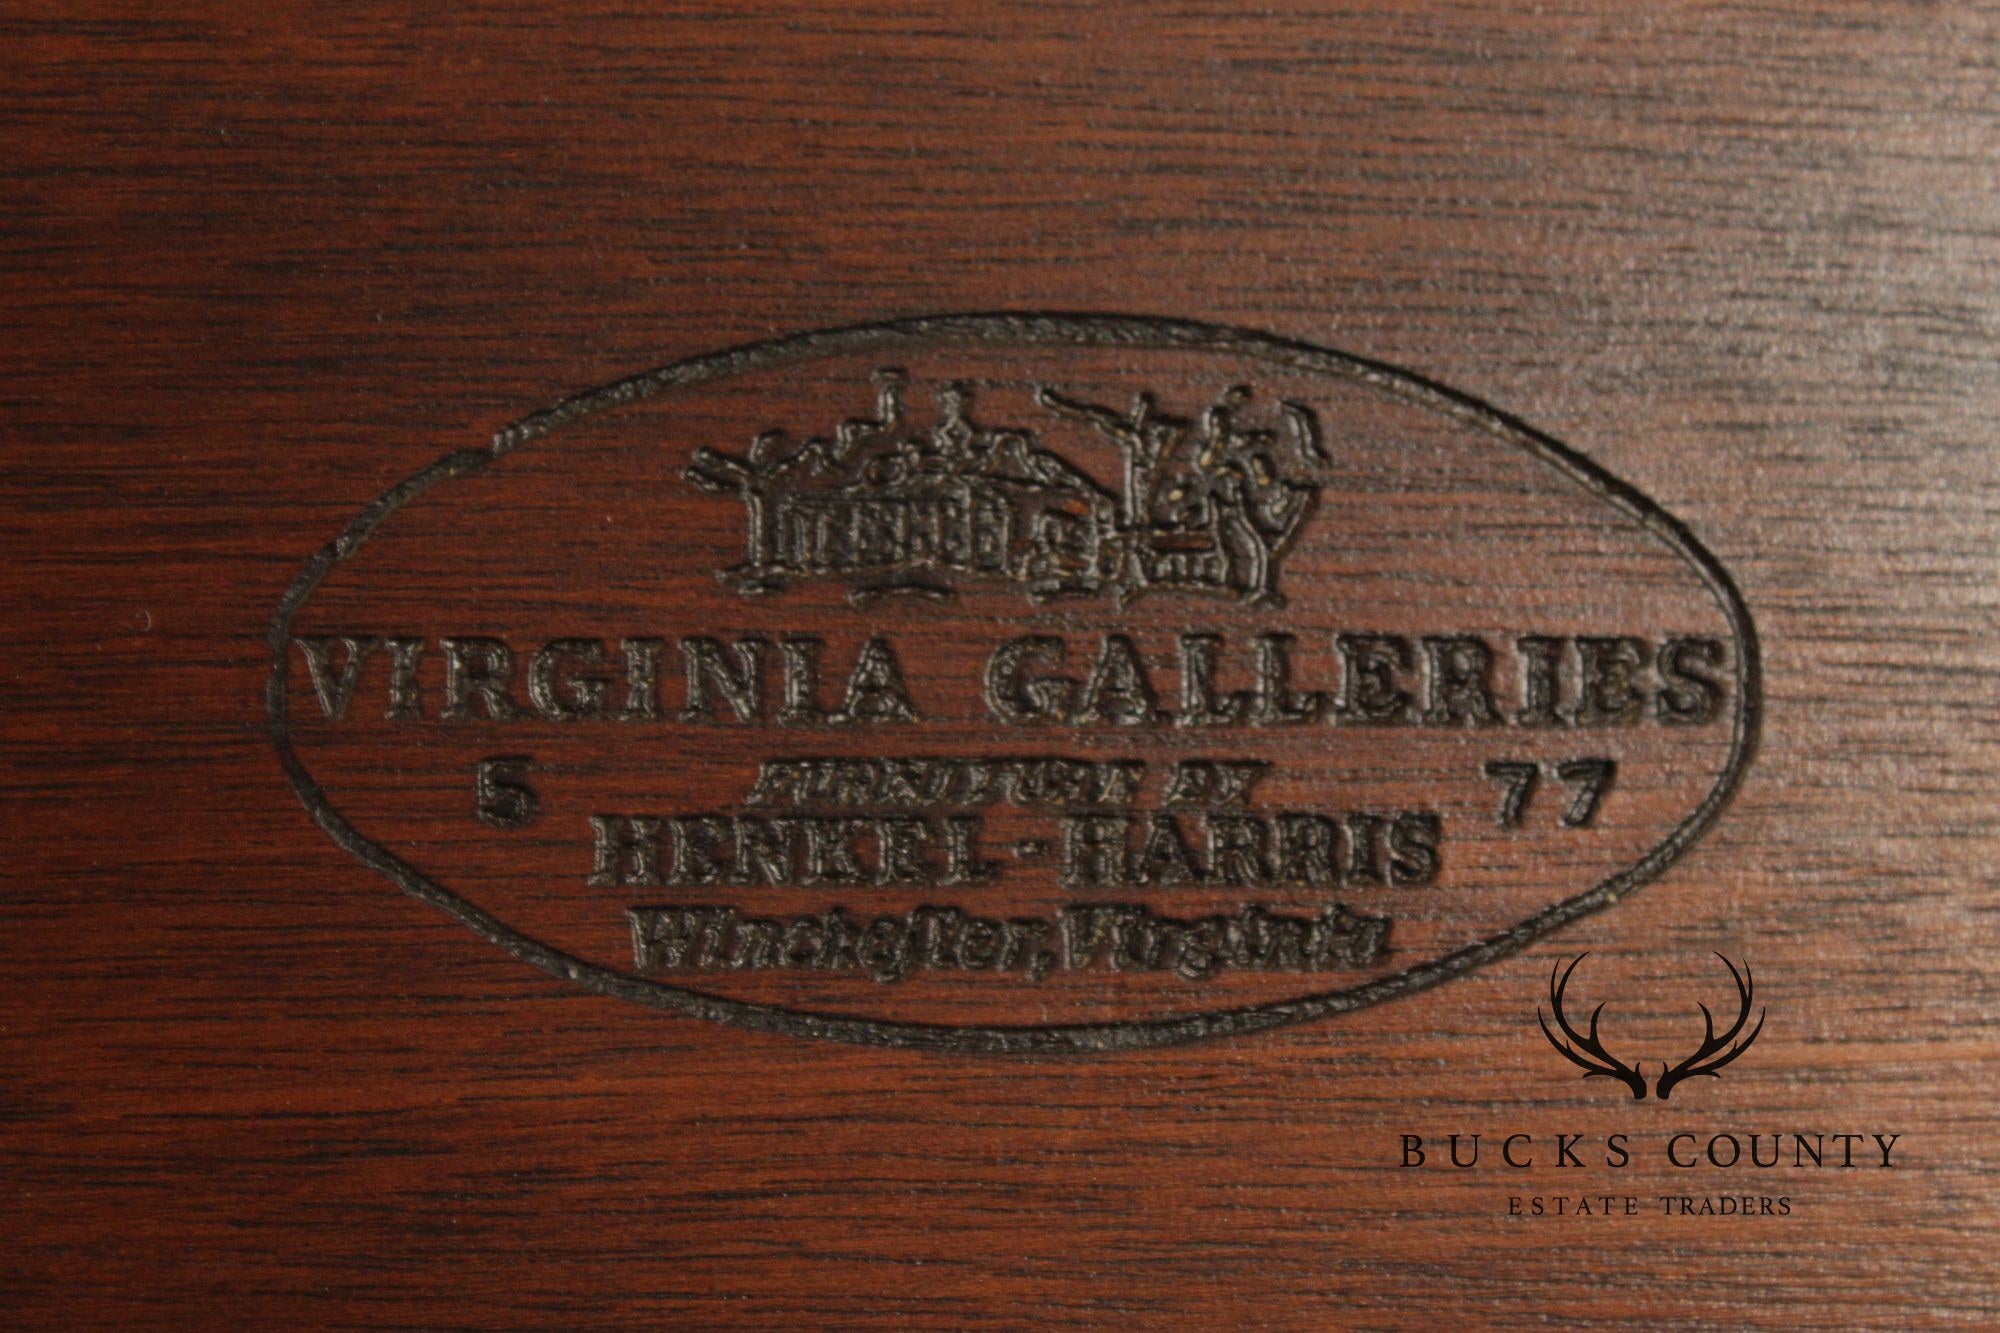 VIRGINIA GALLERIES
5 FURNITURE BY 77
HENKEL-HARRIS
Winchester, Virginia
BUCKS COUNTY
ESTATE TRADERS